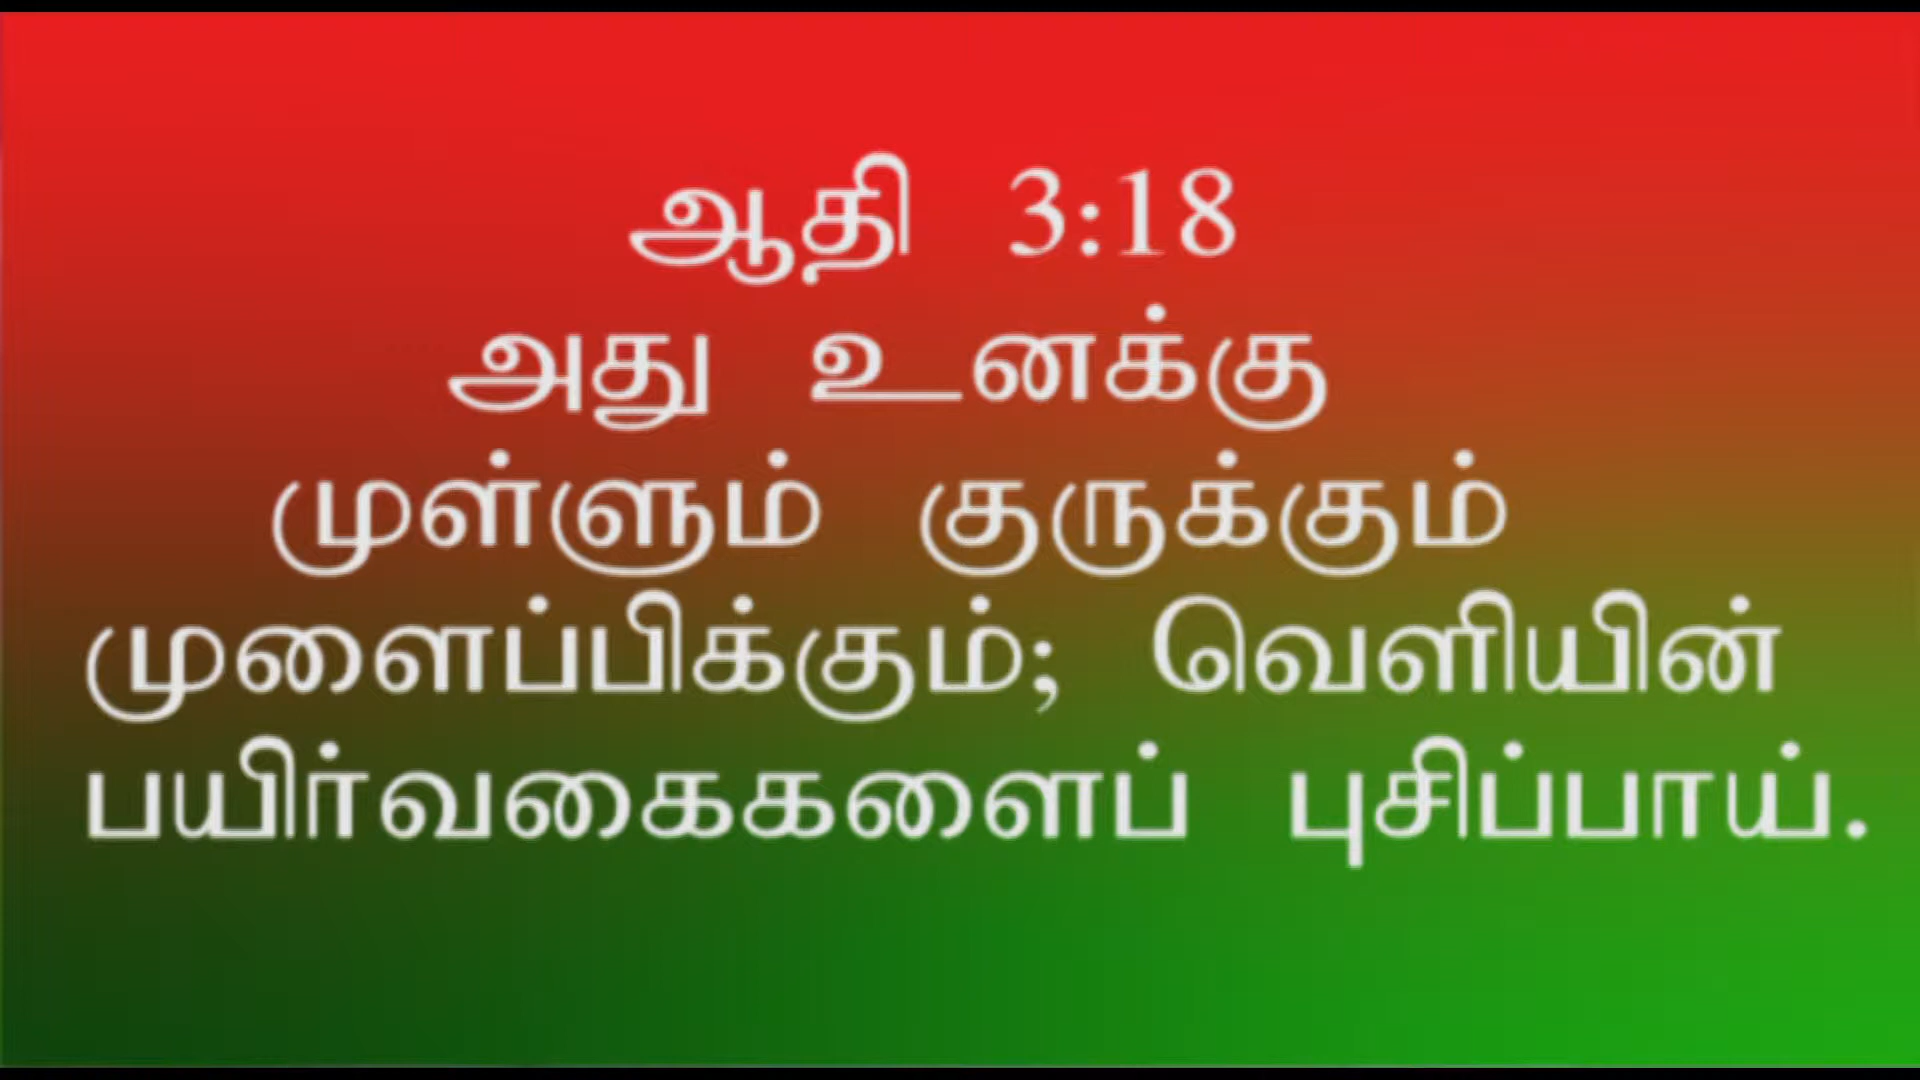 ஆதி 3:18
அது உனக்கு
முள்ளும் குருக்கும்
முளைப்பிக்கும்; வெளியின்
பயிர்வகைகளைப் புசிப்பாய்.